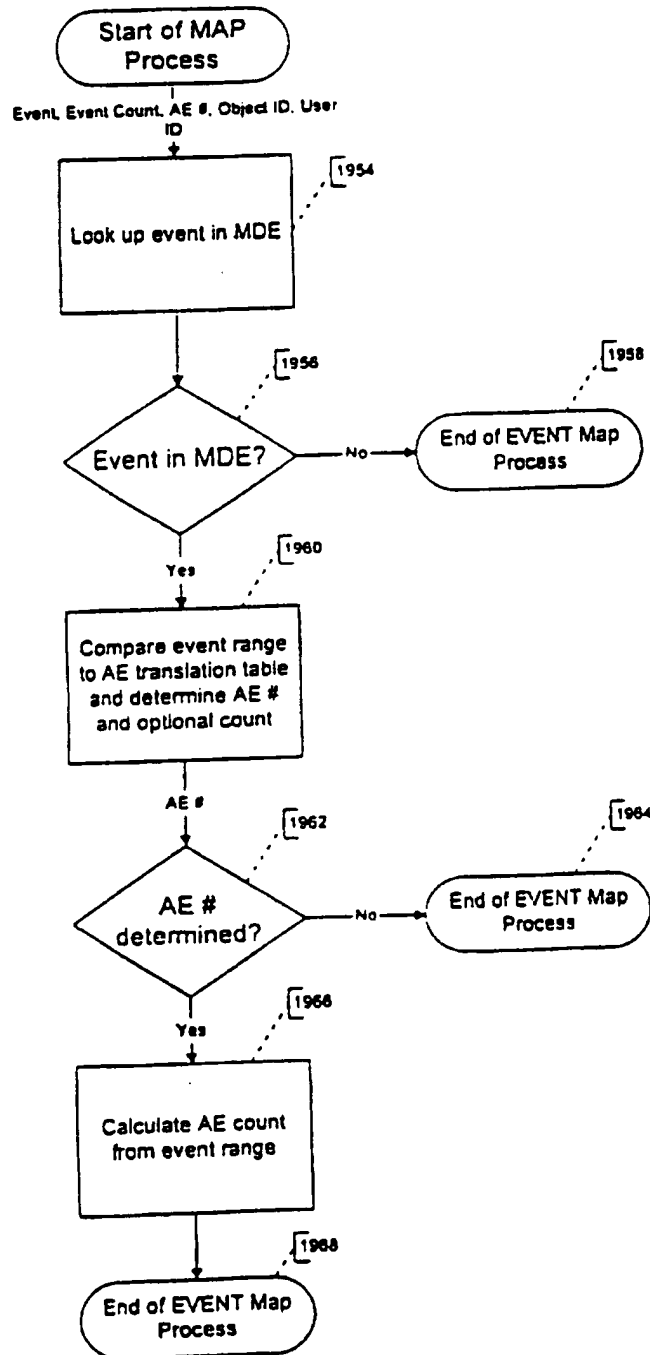 Start of MAP
Process
Event, Event Count, AE #, Object ID, User
ID
1954
Look up event in MDE
1956
1958
Event in MDE?
No
End of EVENT Map
Process
Yes
1960
Compare event range
to AE translation table
and determine AE #
and optional count
AE #
1962
1964
AE #
determined?
No
End of EVENT Map
Process
Yes
1966
Calculate AE count
from event range
1968
End of EVENT Map
Process